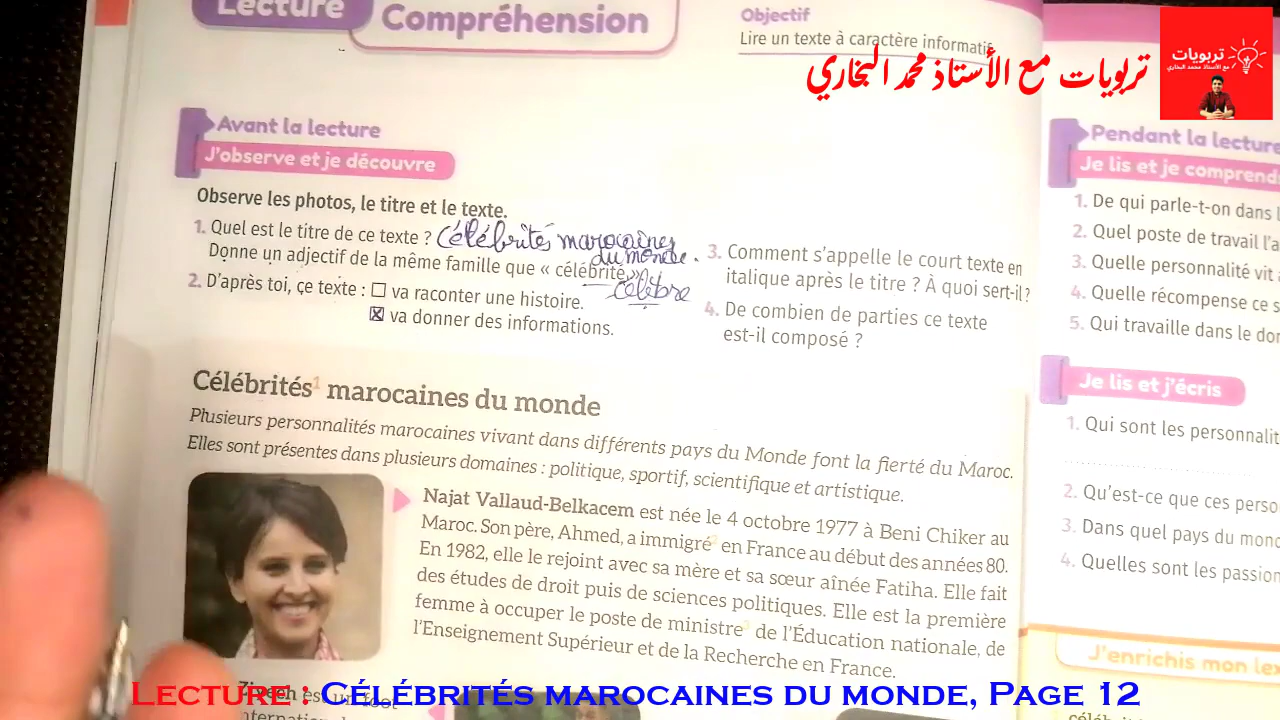 Lecture
Compréhension
Objectif
Lire un texte à caractère informatif
تربويات مع الأستاذ محمد البخاري
تربويات
مع الأستاذ محمد البخاري
Avant la lecture
J'observe et je découvre
Observe les photos, le titre et le texte.
1. Quel est le titre de ce texte ? Célébrités marocaines
du monde.
Donne un adjectif de la même famille que « célébrité »
célèbre
2. D'après toi, ce texte : ☐ va raconter une histoire.
☒ va donner des informations.
3. Comment s'appelle le court texte en
italique après le titre ? À quoi sert-il ?
4. De combien de parties ce texte
est-il composé ?
Célébrités1 marocaines du monde
Plusieurs personnalités marocaines vivant dans différents pays du Monde font la fierté du Maroc.
Elles sont présentes dans plusieurs domaines : politique, sportif, scientifique et artistique.
Najat Vallaud-Belkacem est née le 4 octobre 1977 à Beni Chiker au
Maroc. Son père, Ahmed, a immigré2 en France au début des années 80.
En 1982, elle le rejoint avec sa mère et sa sœur aînée Fatiha. Elle fait
des études de droit puis de sciences politiques. Elle est la première
femme à occuper le poste de ministre3 de l'Éducation nationale, de
l'Enseignement Supérieur et de la Recherche en France.
Pendant la lecture
Je lis et je comprends
1. De qui parle-t-on dans
2. Quel poste de travail
3. Quelle personnalité vit
4. Quelle récompense ce
5. Qui travaille dans le
Je lis et j'écris
1. Qui sont les
2. Qu'est-ce que ces
3. Dans quel pays du
4. Quelles sont les
J'enrichis mon
Lecture : Célébrités marocaines du monde, Page 12